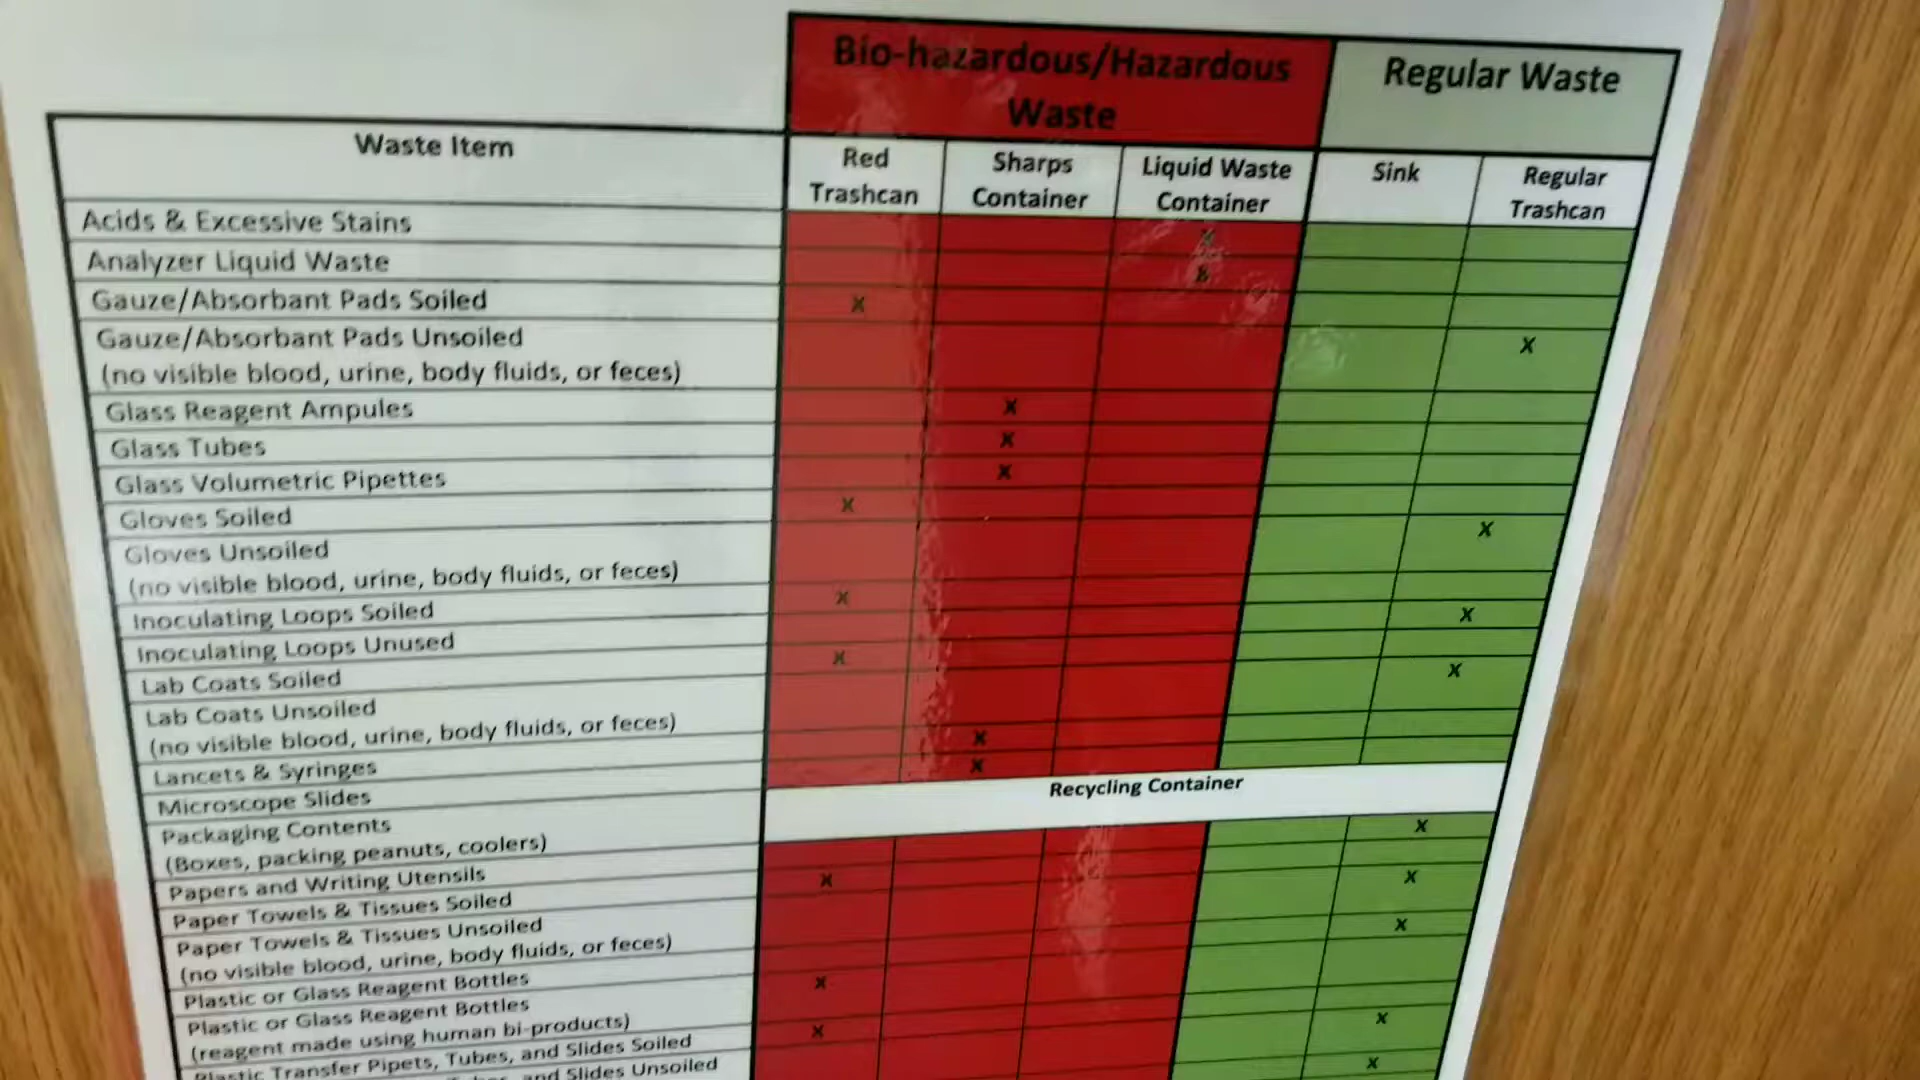 Bio-hazardous/Hazardous
Waste
Regular Waste
Waste Item
Red
Trashcan
Sharps
Container
Liquid Waste
Container
Sink
Regular
Trashcan
Acids & Excessive Stains
X
Analyzer Liquid Waste
Gauze/Absorbant Pads Soiled
X
Gauze/Absorbant Pads Unsoiled
(no visible blood, urine, body fluids, or feces)
X
Glass Reagent Ampules
X
Glass Tubes
X
Glass Volumetric Pipettes
X
Gloves Soiled
X
Gloves Unsoiled
(no visible blood, urine, body fluids, or feces)
X
Inoculating Loops Soiled
X
Inoculating Loops Unused
X
Lab Coats Soiled
X
Lab Coats Unsoiled
(no visible blood, urine, body fluids, or feces)
X
Lancets & Syringes
X
Microscope Slides
X
Packaging Contents
(Boxes, packing peanuts, coolers)
Recycling Container
Papers and Writing Utensils
X
Paper Towels & Tissues Soiled
X
Paper Towels & Tissues Unsoiled
(no visible blood, urine, body fluids, or feces)
X
Plastic or Glass Reagent Bottles
X
Plastic or Glass Reagent Bottles
(reagent made using human bi-products)
X
Plastic Transfer Pipets, Tubes, and Slides Soiled
X
and Slides Unsoiled
X
X